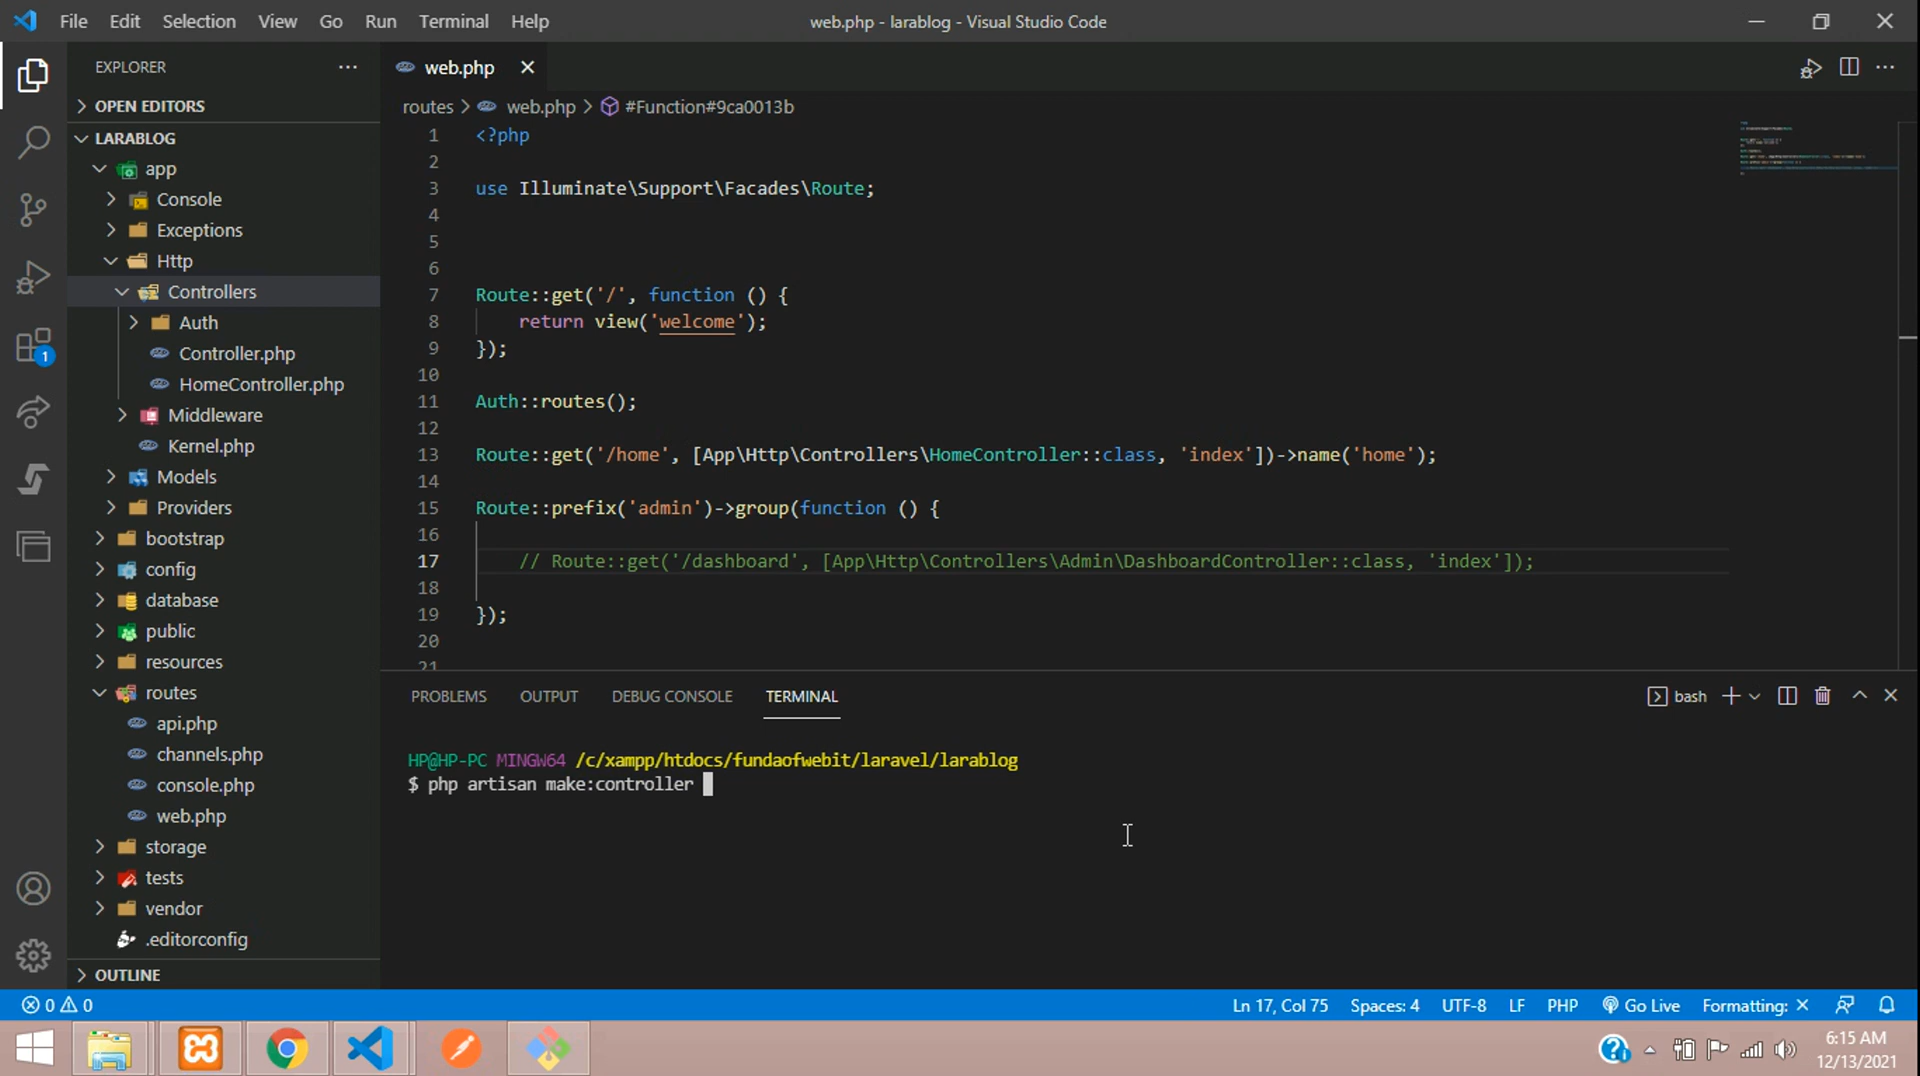 File Edit Selection View Go Run Terminal Help web.php - larablog - Visual Studio Code
EXPLORER
web.php
OPEN EDITORS
routes > web.php > #Function#9ca0013b
LARABLOG
app
Console
Exceptions
Http
Controllers
Auth
Controller.php
HomeController.php
Middleware
Kernel.php
Models
Providers
bootstrap
config
database
public
resources
routes
api.php
channels.php
console.php
web.php
storage
tests
vendor
.editorconfig
OUTLINE
1 <?php
2
3 use Illuminate\Support\Facades\Route;
4
5
6
7 Route::get('/', function () {
8 return view('welcome');
9 });
10
11 Auth::routes();
12
13 Route::get('/home', [App\Http\Controllers\HomeController::class, 'index'])->name('home');
14
15 Route::prefix('admin')->group(function () {
16
17 // Route::get('/dashboard', [App\Http\Controllers\Admin\DashboardController::class, 'index']);
18
19 });
20
21
PROBLEMS OUTPUT DEBUG CONSOLE TERMINAL bash
HP@HP-PC MINGW64 /c/xampp/htdocs/fundaofwebit/laravel/larablog
$ php artisan make:controller
1
0 0 Ln 17, Col 75 Spaces: 4 UTF-8 LF PHP Go Live Formatting: ×
6:15 AM
12/13/2021